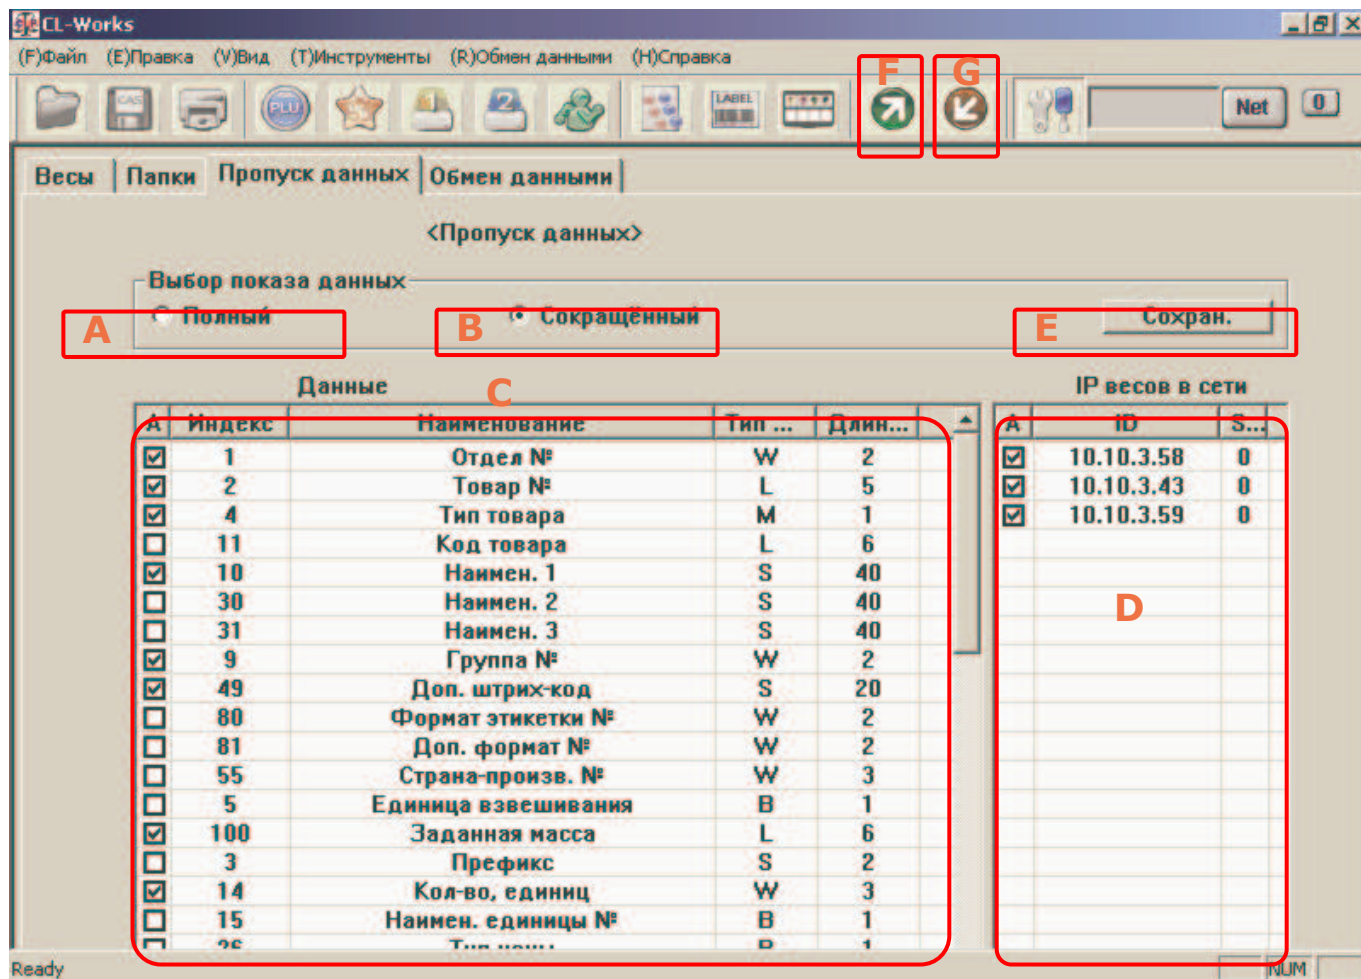 CL-Works
(F)Файл (E)Правка (V)Вид (T)Инструменты (R)Обмен данными (H)Справка
F G
CAS PLU 1 2 LABEL Net 0
Весы Папки Пропуск данных Обмен данными
<Пропуск данных>
Выбор показа данных
A Полный B Сокращённый E Сохран.
Данные C IP весов в сети
A Индекс Наименование Тип ... Длин... A ID S...
1 Отдел № W 2 10.10.3.58 0
2 Товар № L 5 10.10.3.43 0
4 Тип товара M 1 10.10.3.59 0
11 Код товара L 6
10 Наимен. 1 S 40
30 Наимен. 2 S 40 D
31 Наимен. 3 S 40
9 Группа № W 2
49 Доп. штрих-код S 20
80 Формат этикетки № W 2
81 Доп. формат № W 2
55 Страна-произв. № W 3
5 Единица взвешивания B 1
100 Заданная масса L 6
3 Префикс S 2
14 Кол-во, единиц W 3
15 Наимен. единицы № B 1
Ready NUM